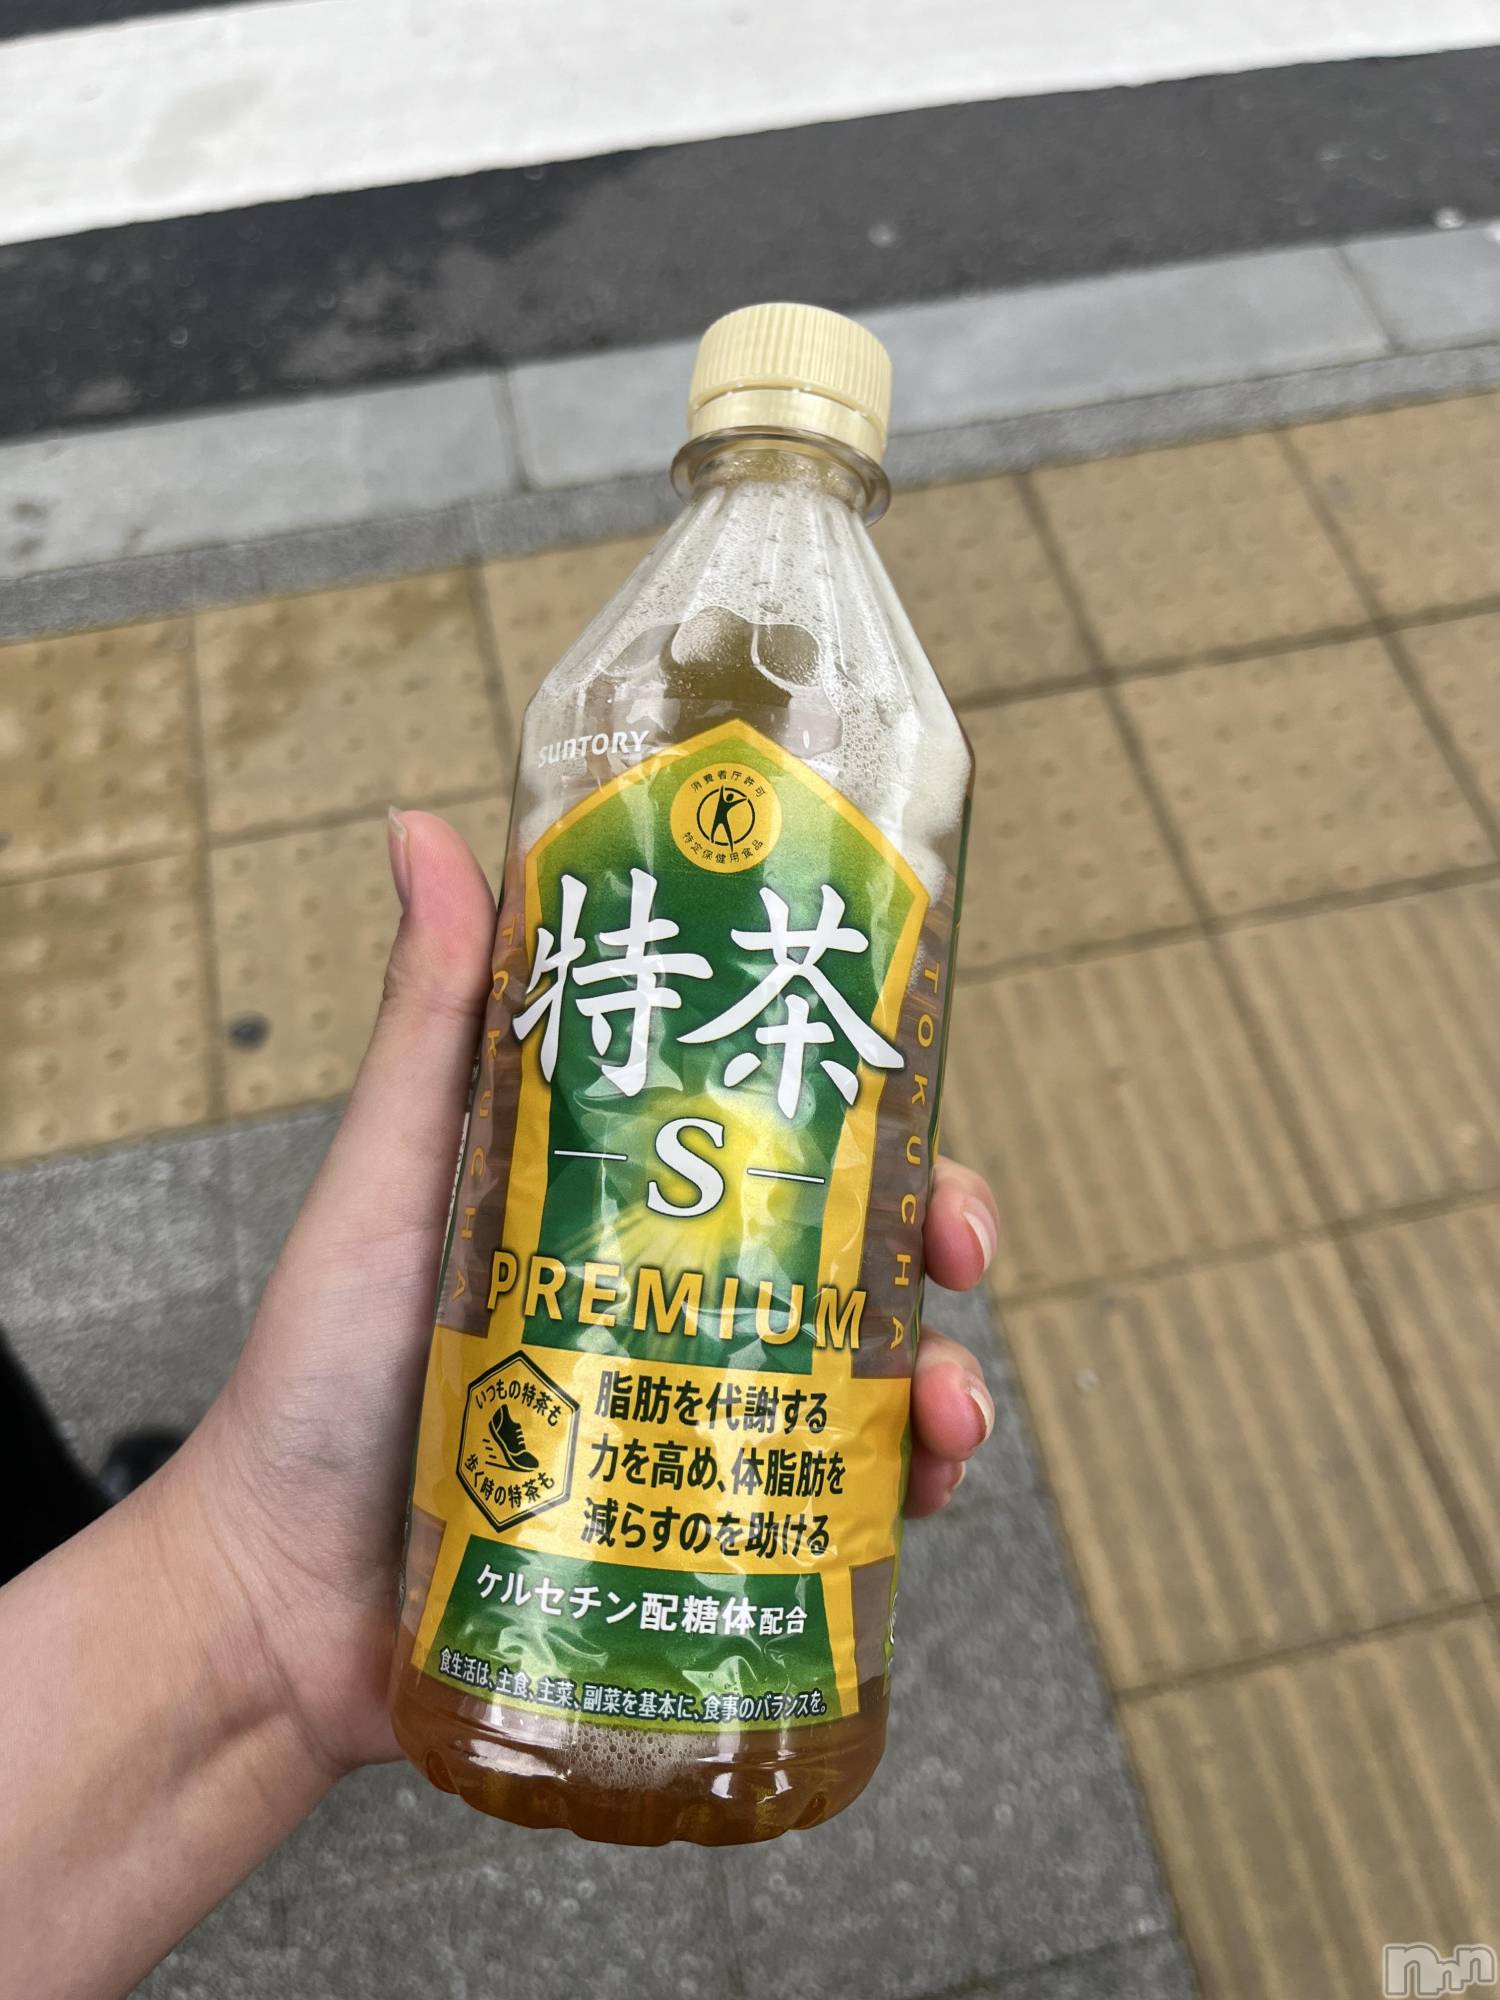 SUNTORY
消費者庁許可
特定保健用食品
特茶
S
PREMIUM
TOKUCHA
TOKUCHA
いつもの特茶も
歩く時の特茶も
脂肪を代謝する
力を高め、体脂肪を
減らすのを助ける
ケルセチン配糖体配合
食生活は、主食、主菜、副菜を基本に、食事のバランスを。
nnn